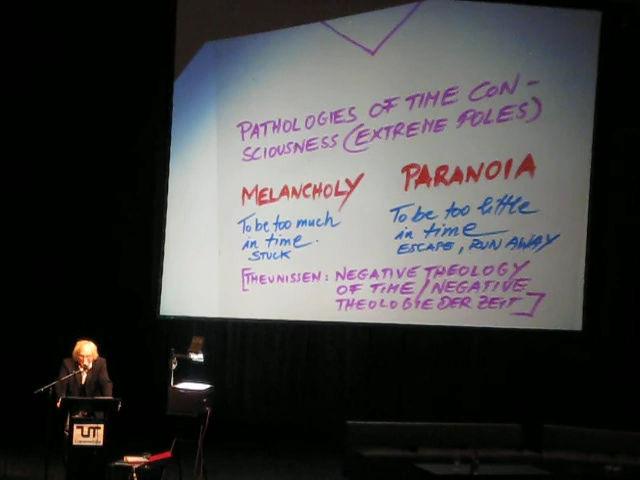 PATHOLOGIES OF TIME CON-
SCIOUSNESS (EXTREME POLES)
MELANCHOLY
To be too much
in time.
STUCK
PARANOIA
To be too little
in time
ESCAPE, RUN AWAY
[THEUNISSEN: NEGATIVE THEOLOGY
OF TIME/NEGATIVE
THEOLOGIE DER ZEIT]